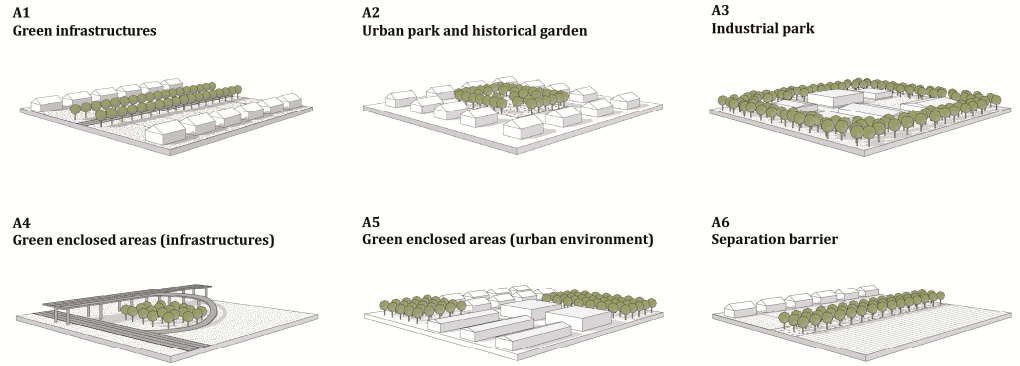 A1
Green infrastructures
A2
Urban park and historical garden
A3
Industrial park
A4
Green enclosed areas (infrastructures)
A5
Green enclosed areas (urban environment)
A6
Separation barrier